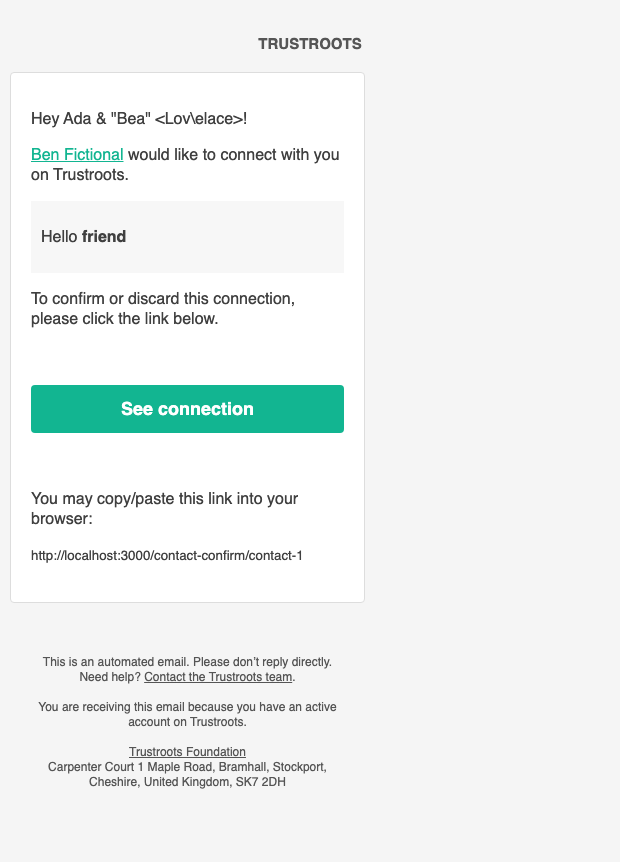 TRUSTROOTS
Hey Ada & "Bea" <Lov\elace>!
Ben Fictional would like to connect with you
on Trustroots.
Hello friend
To confirm or discard this connection,
please click the link below.
See connection
You may copy/paste this link into your
browser:
http://localhost:3000/contact-confirm/contact-1
This is an automated email. Please don’t reply directly.
Need help? Contact the Trustroots team.
You are receiving this email because you have an active
account on Trustroots.
Trustroots Foundation
Carpenter Court 1 Maple Road, Bramhall, Stockport,
Cheshire, United Kingdom, SK7 2DH